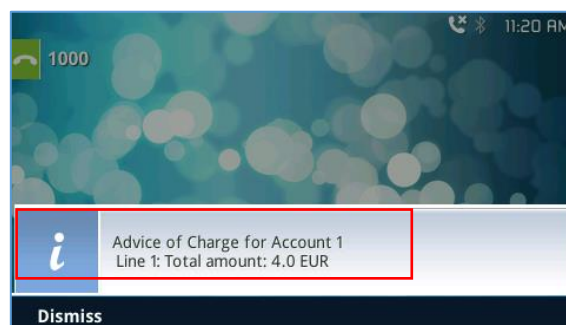 11:20 AM
1000
Advice of Charge for Account 1
Line 1: Total amount: 4.0 EUR
Dismiss